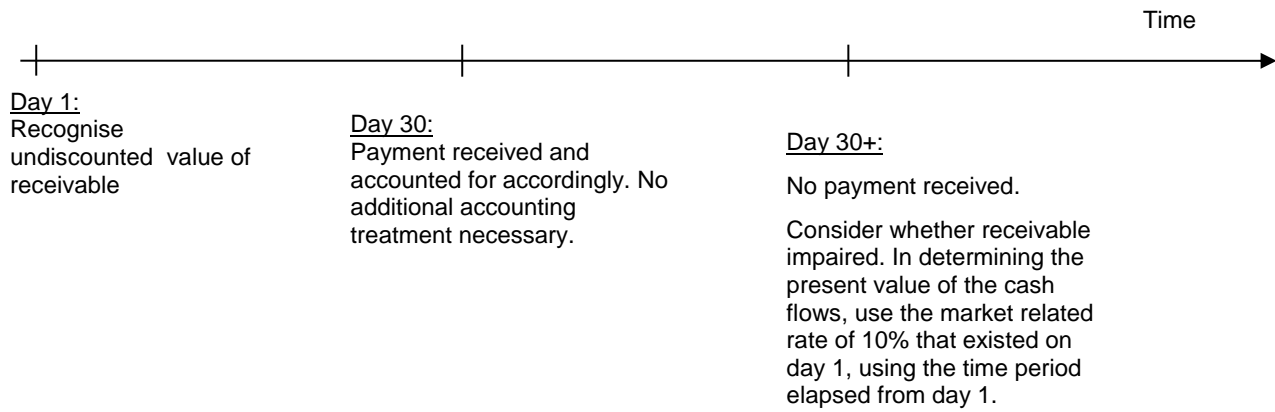 Time
Day 1:
Recognise
undiscounted value of
receivable
Day 30:
Payment received and
accounted for accordingly. No
additional accounting
treatment necessary.
Day 30+:
No payment received.
Consider whether receivable
impaired. In determining the
present value of the cash
flows, use the market related
rate of 10% that existed on
day 1, using the time period
elapsed from day 1.